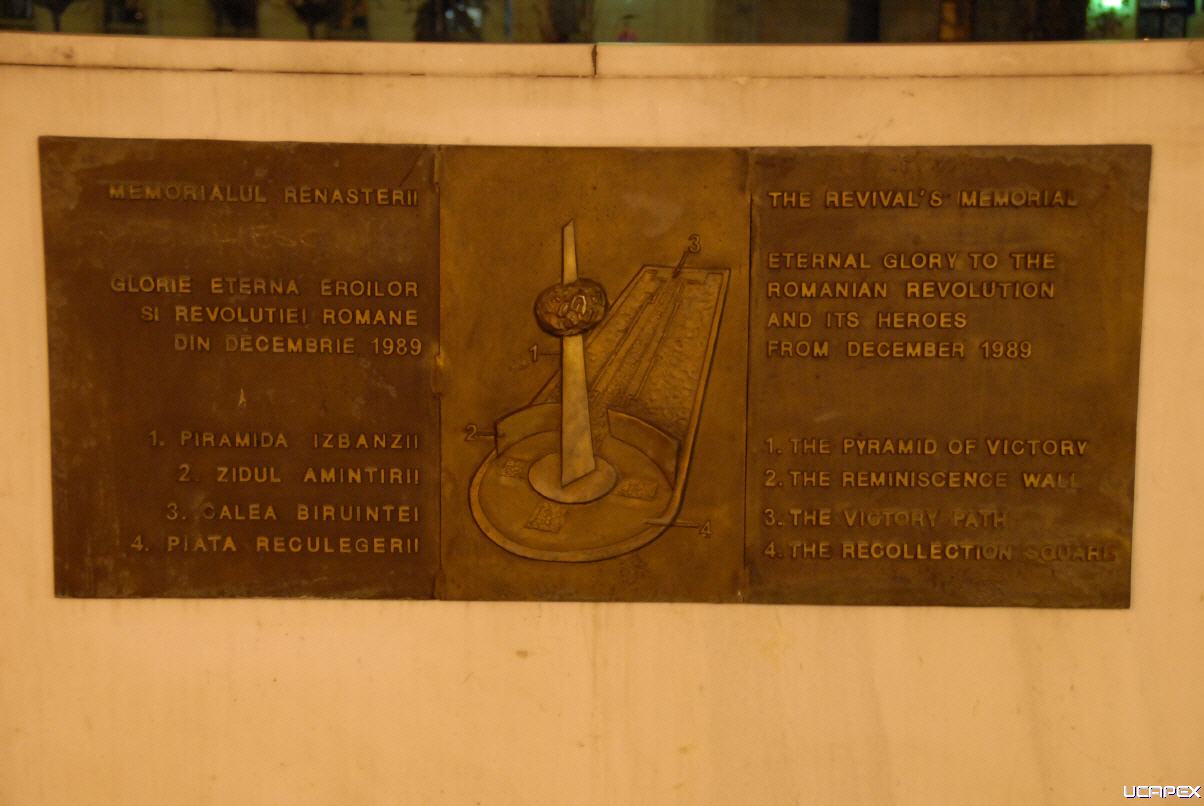 MEMORIALUL RENASTERII
GLORIE ETERNA EROILOR
SI REVOLUTIEI ROMANE
DIN DECEMBRIE 1989
1. PIRAMIDA IZBANZII
2. ZIDUL AMINTIRII
3. CALEA BIRUINTEI
4. PIATA RECULEGERII
3
1
2
4
THE REVIVAL'S MEMORIAL
ETERNAL GLORY TO THE
ROMANIAN REVOLUTION
AND ITS HEROES
FROM DECEMBER 1989
1. THE PYRAMID OF VICTORY
2. THE REMINISCENCE WALL
3. THE VICTORY PATH
4. THE RECOLLECTION SQUARE
UCAPEX